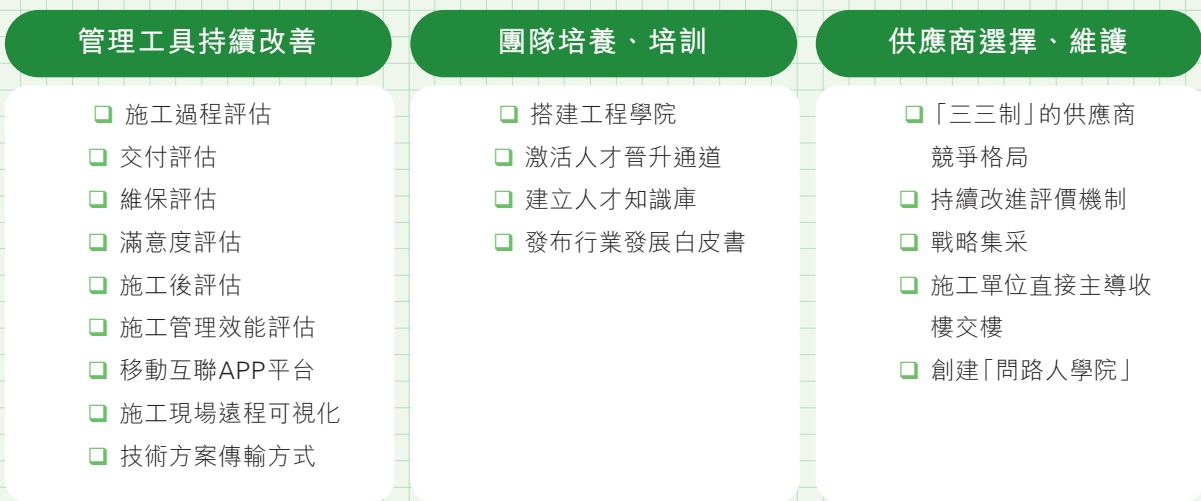 管理工具持續改善
施工過程評估
交付評估
維保評估
滿意度評估
施工後評估
施工管理效能評估
移動互聯APP平台
施工現場遠程可視化
技術方案傳輸方式
團隊培養、培訓
搭建工程學院
激活人才晉升通道
建立人才知識庫
發布行業發展白皮書
供應商選擇、維護
「三三制」的供應商
競爭格局
持續改進評價機制
戰略集采
施工單位直接主導收
樓交樓
創建「問路人學院」